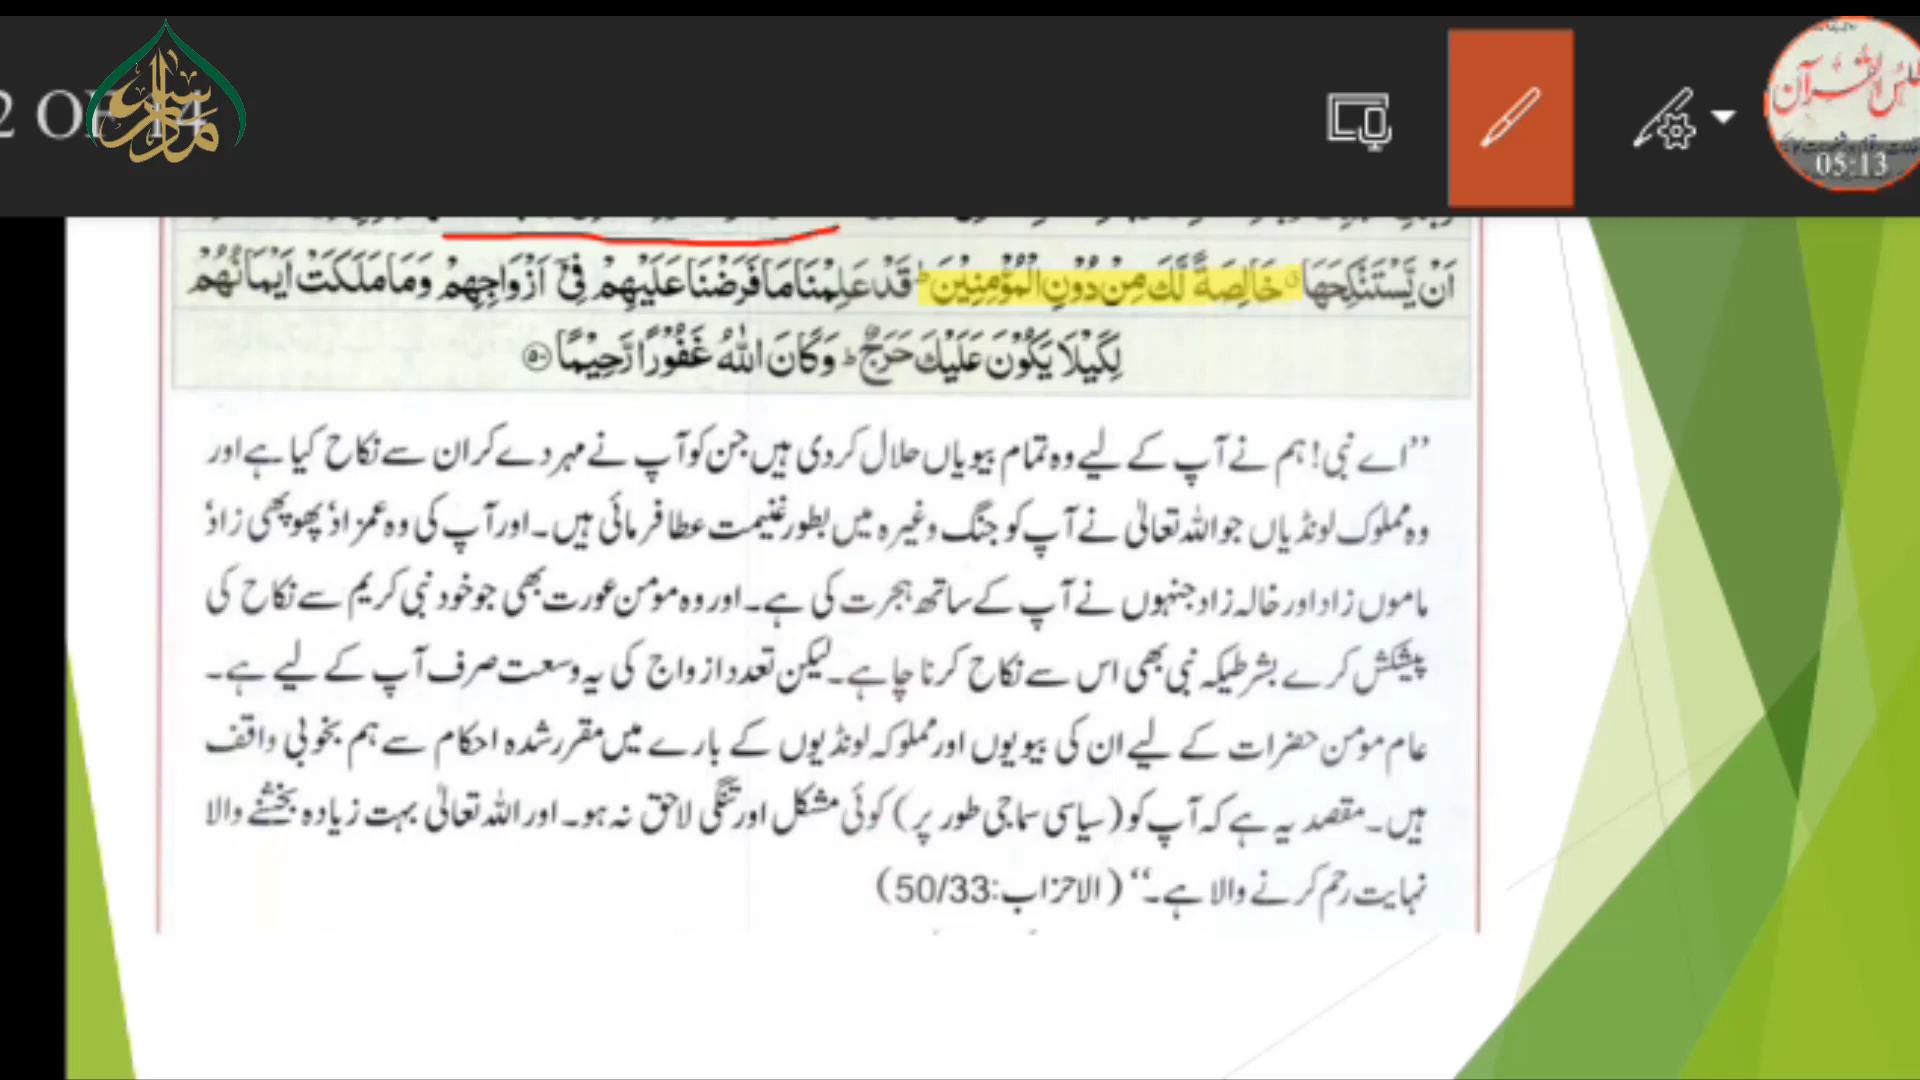 2 OF 14
05:13
اَنْ یَّسْتَنْكِحَهَا ۗ خَالِصَةً لَّكَ مِنْ دُوْنِ الْمُؤْمِنِیْنَ ؕ قَدْ عَلِمْنَا مَا فَرَضْنَا عَلَیْهِمْ فِیْۤ اَزْوَاجِهِمْ وَ مَا مَلَكَتْ اَیْمَانُهُمْ
لِكَیْلَا یَكُوْنَ عَلَیْكَ حَرَجٌ ؕ وَ كَانَ اللّٰهُ غَفُوْرًا رَّحِیْمًا ۝۵۰
’’اے نبی! ہم نے آپ کے لیے وہ تمام بیویاں حلال کر دی ہیں جن کو آپ نے مہر دے کر ان سے نکاح کیا ہے اور
وہ مملوک لونڈیاں جو اللہ تعالیٰ نے آپ کو جنگ وغیرہ میں بطور غنیمت عطا فرمائی ہیں۔ اور آپ کی وہ عمزاد‘ پھوپھی زاد‘
ماموں زاد اور خالہ زاد جنہوں نے آپ کے ساتھ ہجرت کی ہے۔ اور وہ مومن عورت بھی جو خود نبی کریم سے نکاح کی
پیشکش کرے بشرطیکہ نبی بھی اس سے نکاح کرنا چاہے۔ لیکن تعدد ازواج کی یہ وسعت صرف آپ کے لیے ہے۔
عام مومن حضرات کے لیے ان کی بیویوں اور مملوکہ لونڈیوں کے بارے میں مقرر شدہ احکام سے ہم بخوبی واقف
ہیں۔ مقصد یہ ہے کہ آپ کو (سیاسی سماجی طور پر) کوئی مشکل اور تنگی لاحق نہ ہو۔ اور اللہ تعالیٰ بہت زیادہ بخشنے والا
نہایت رحم کرنے والا ہے۔‘‘ (الاحزاب:50/33)